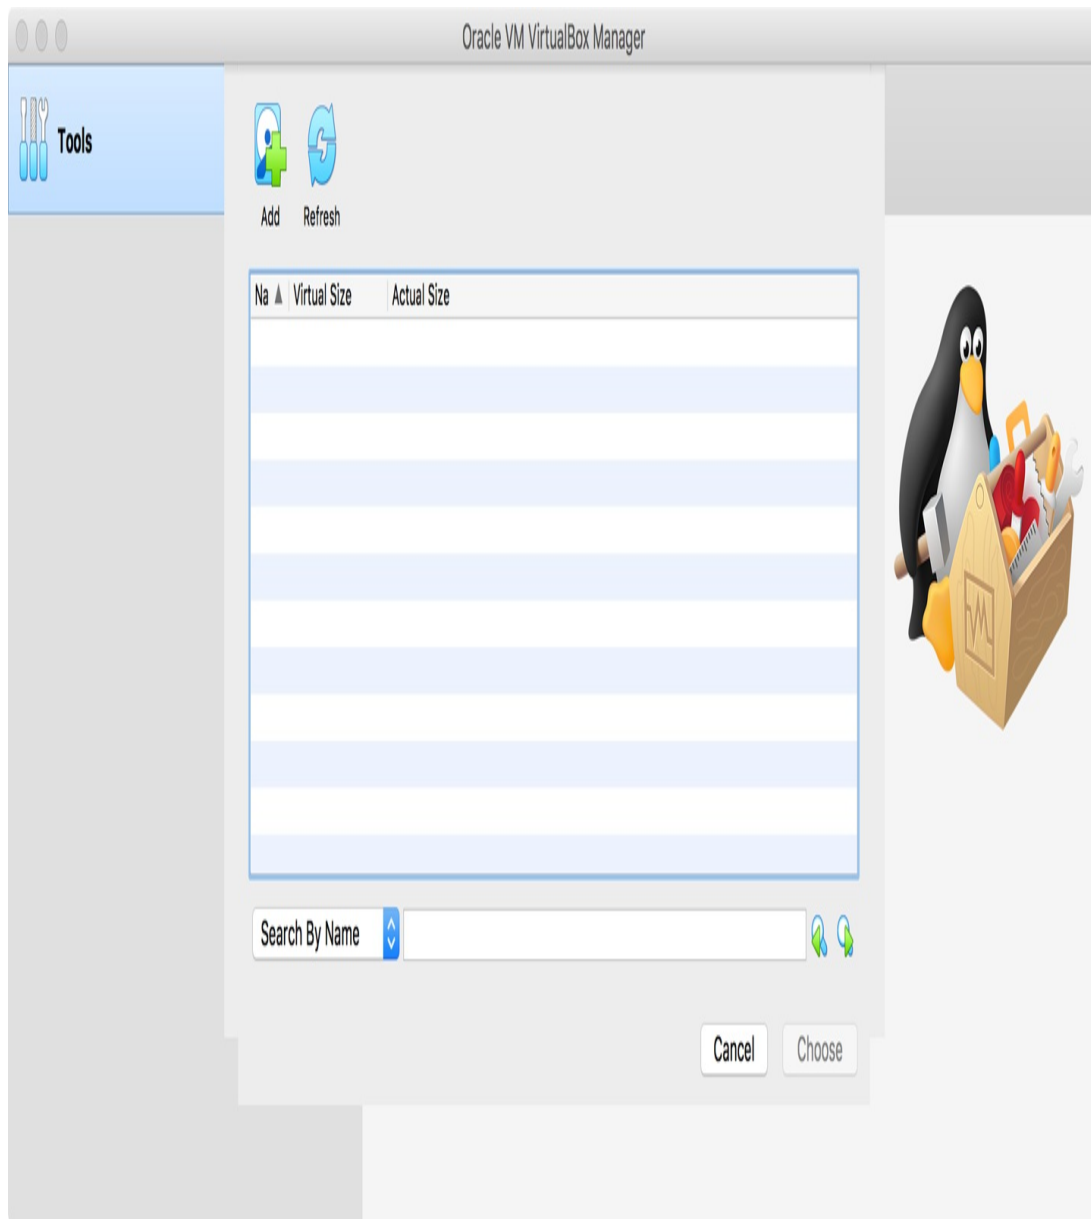 Oracle VM VirtualBox Manager
Tools
Add Refresh
Na Virtual Size Actual Size
Search By Name
Cancel Choose